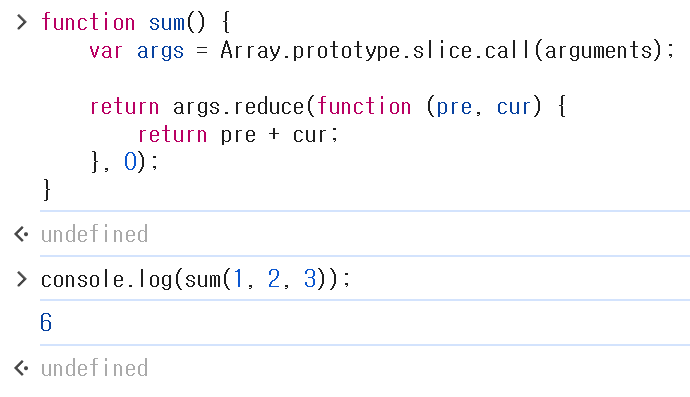 function sum() {
    var args = Array.prototype.slice.call(arguments);

    return args.reduce(function (pre, cur) {
        return pre + cur;
    }, 0);
}
undefined
console.log(sum(1, 2, 3));
6
undefined